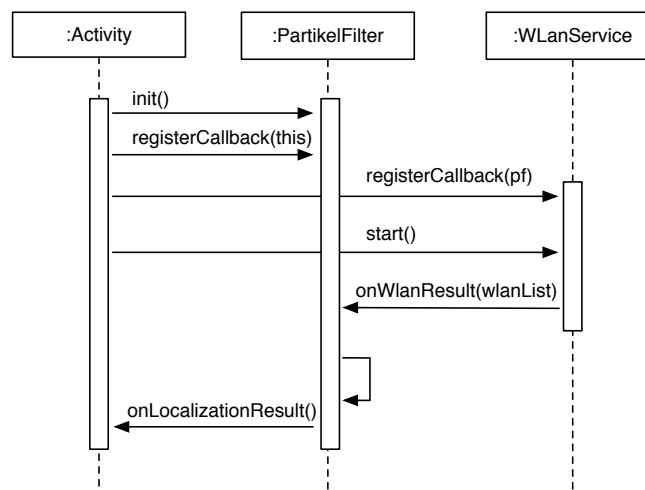 :Activity
:PartikelFilter
:WLanService
init()
registerCallback(this)
registerCallback(pf)
start()
onWlanResult(wlanList)
onLocalizationResult()